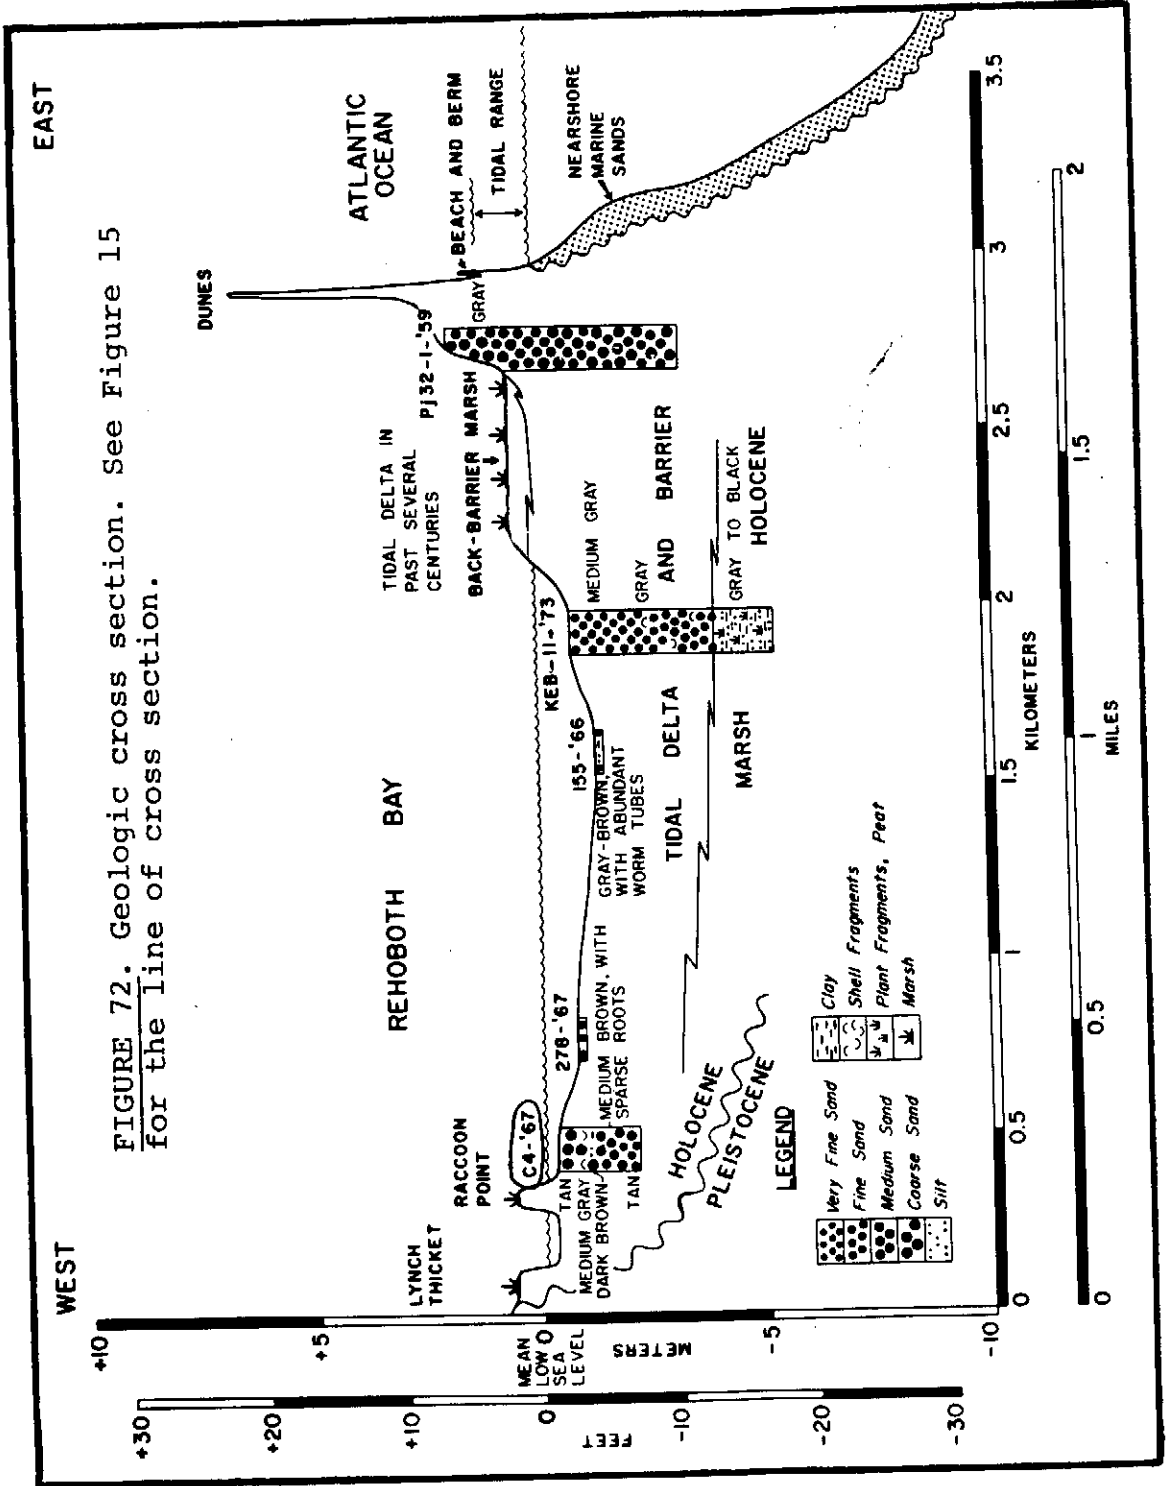 FIGURE 72. Geologic cross section. See Figure 15
for the line of cross section.
WEST
EAST
LYNCH
THICKET
RACCOON
POINT
C4-'67
REHOBOTH BAY
278-'67
155-'66
KEB-11-'73
TIDAL DELTA IN
PAST SEVERAL
CENTURIES
BACK-BARRIER MARSH
Pj32-1-'59
DUNES
ATLANTIC
OCEAN
BEACH AND BERM
TIDAL RANGE
GRAY
NEARSHORE
MARINE
SANDS
TAN
MEDIUM GRAY
DARK BROWN
TAN
MEDIUM BROWN, WITH
SPARSE ROOTS
GRAY-BROWN,
WITH ABUNDANT
WORM TUBES
MEDIUM GRAY
GRAY
TIDAL DELTA AND BARRIER
MARSH
GRAY TO BLACK
HOLOCENE
HOLOCENE
PLEISTOCENE
LEGEND
Very Fine Sand
Fine Sand
Medium Sand
Coarse Sand
Silt
Clay
Shell Fragments
Plant Fragments, Peat
Marsh
+10
+5
0
-5
-10
METERS
MEAN
LOW
SEA
LEVEL
+30
+20
+10
0
-10
-20
-30
FEET
0
0.5
1
1.5
2
2.5
3
3.5
KILOMETERS
0
0.5
1
1.5
2
MILES